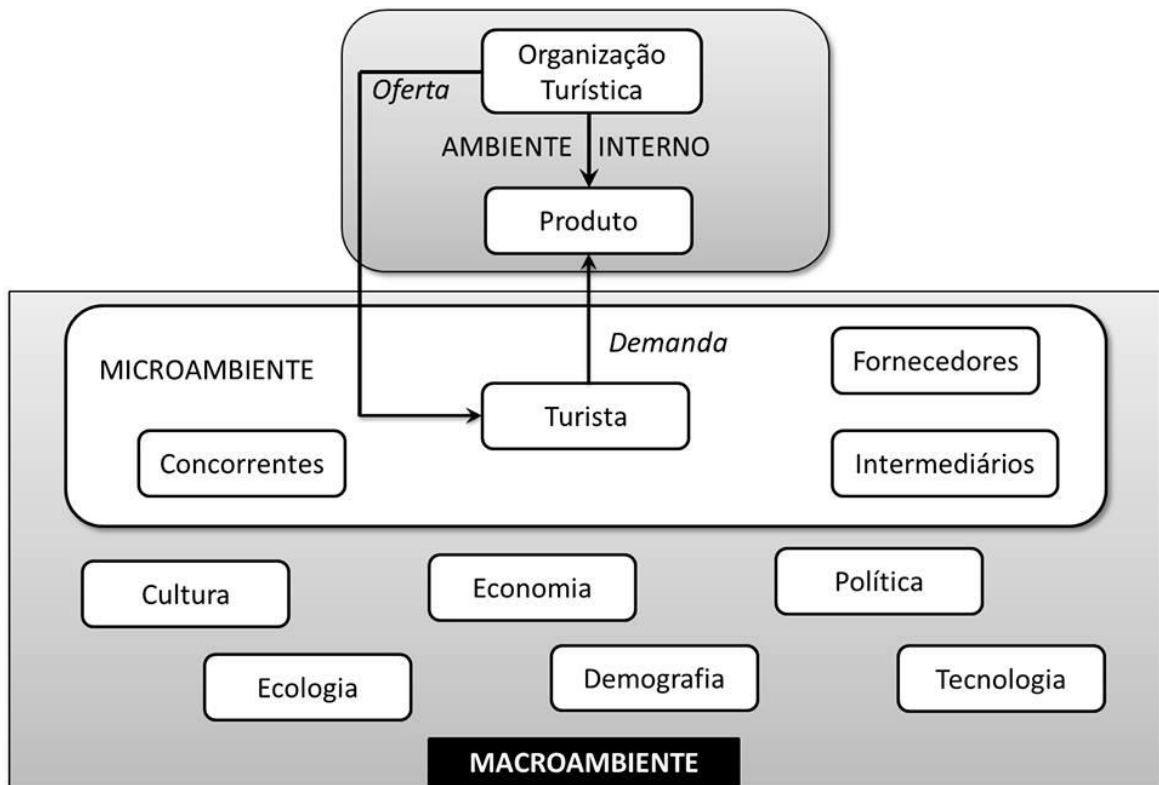 Organização
Turística
Oferta
AMBIENTE INTERNO
Produto
Demanda
MICROAMBIENTE
Fornecedores
Turista
Concorrentes
Intermediários
Cultura
Economia
Política
Ecologia
Demografia
Tecnologia
MACROAMBIENTE